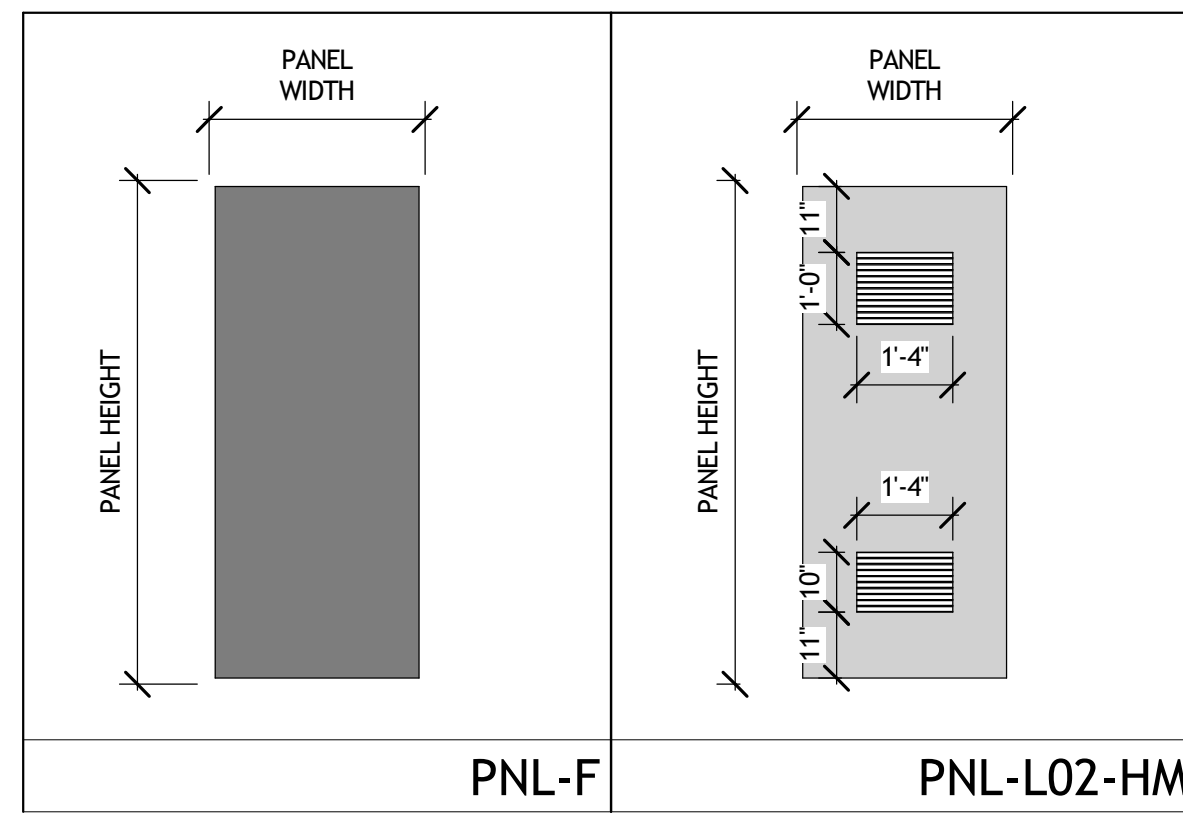 PANEL
WIDTH
PANEL HEIGHT
PNL-F
PANEL
WIDTH
PANEL HEIGHT
11"
1'-0"
1'-4"
1'-4"
10"
11"
PNL-L02-HM